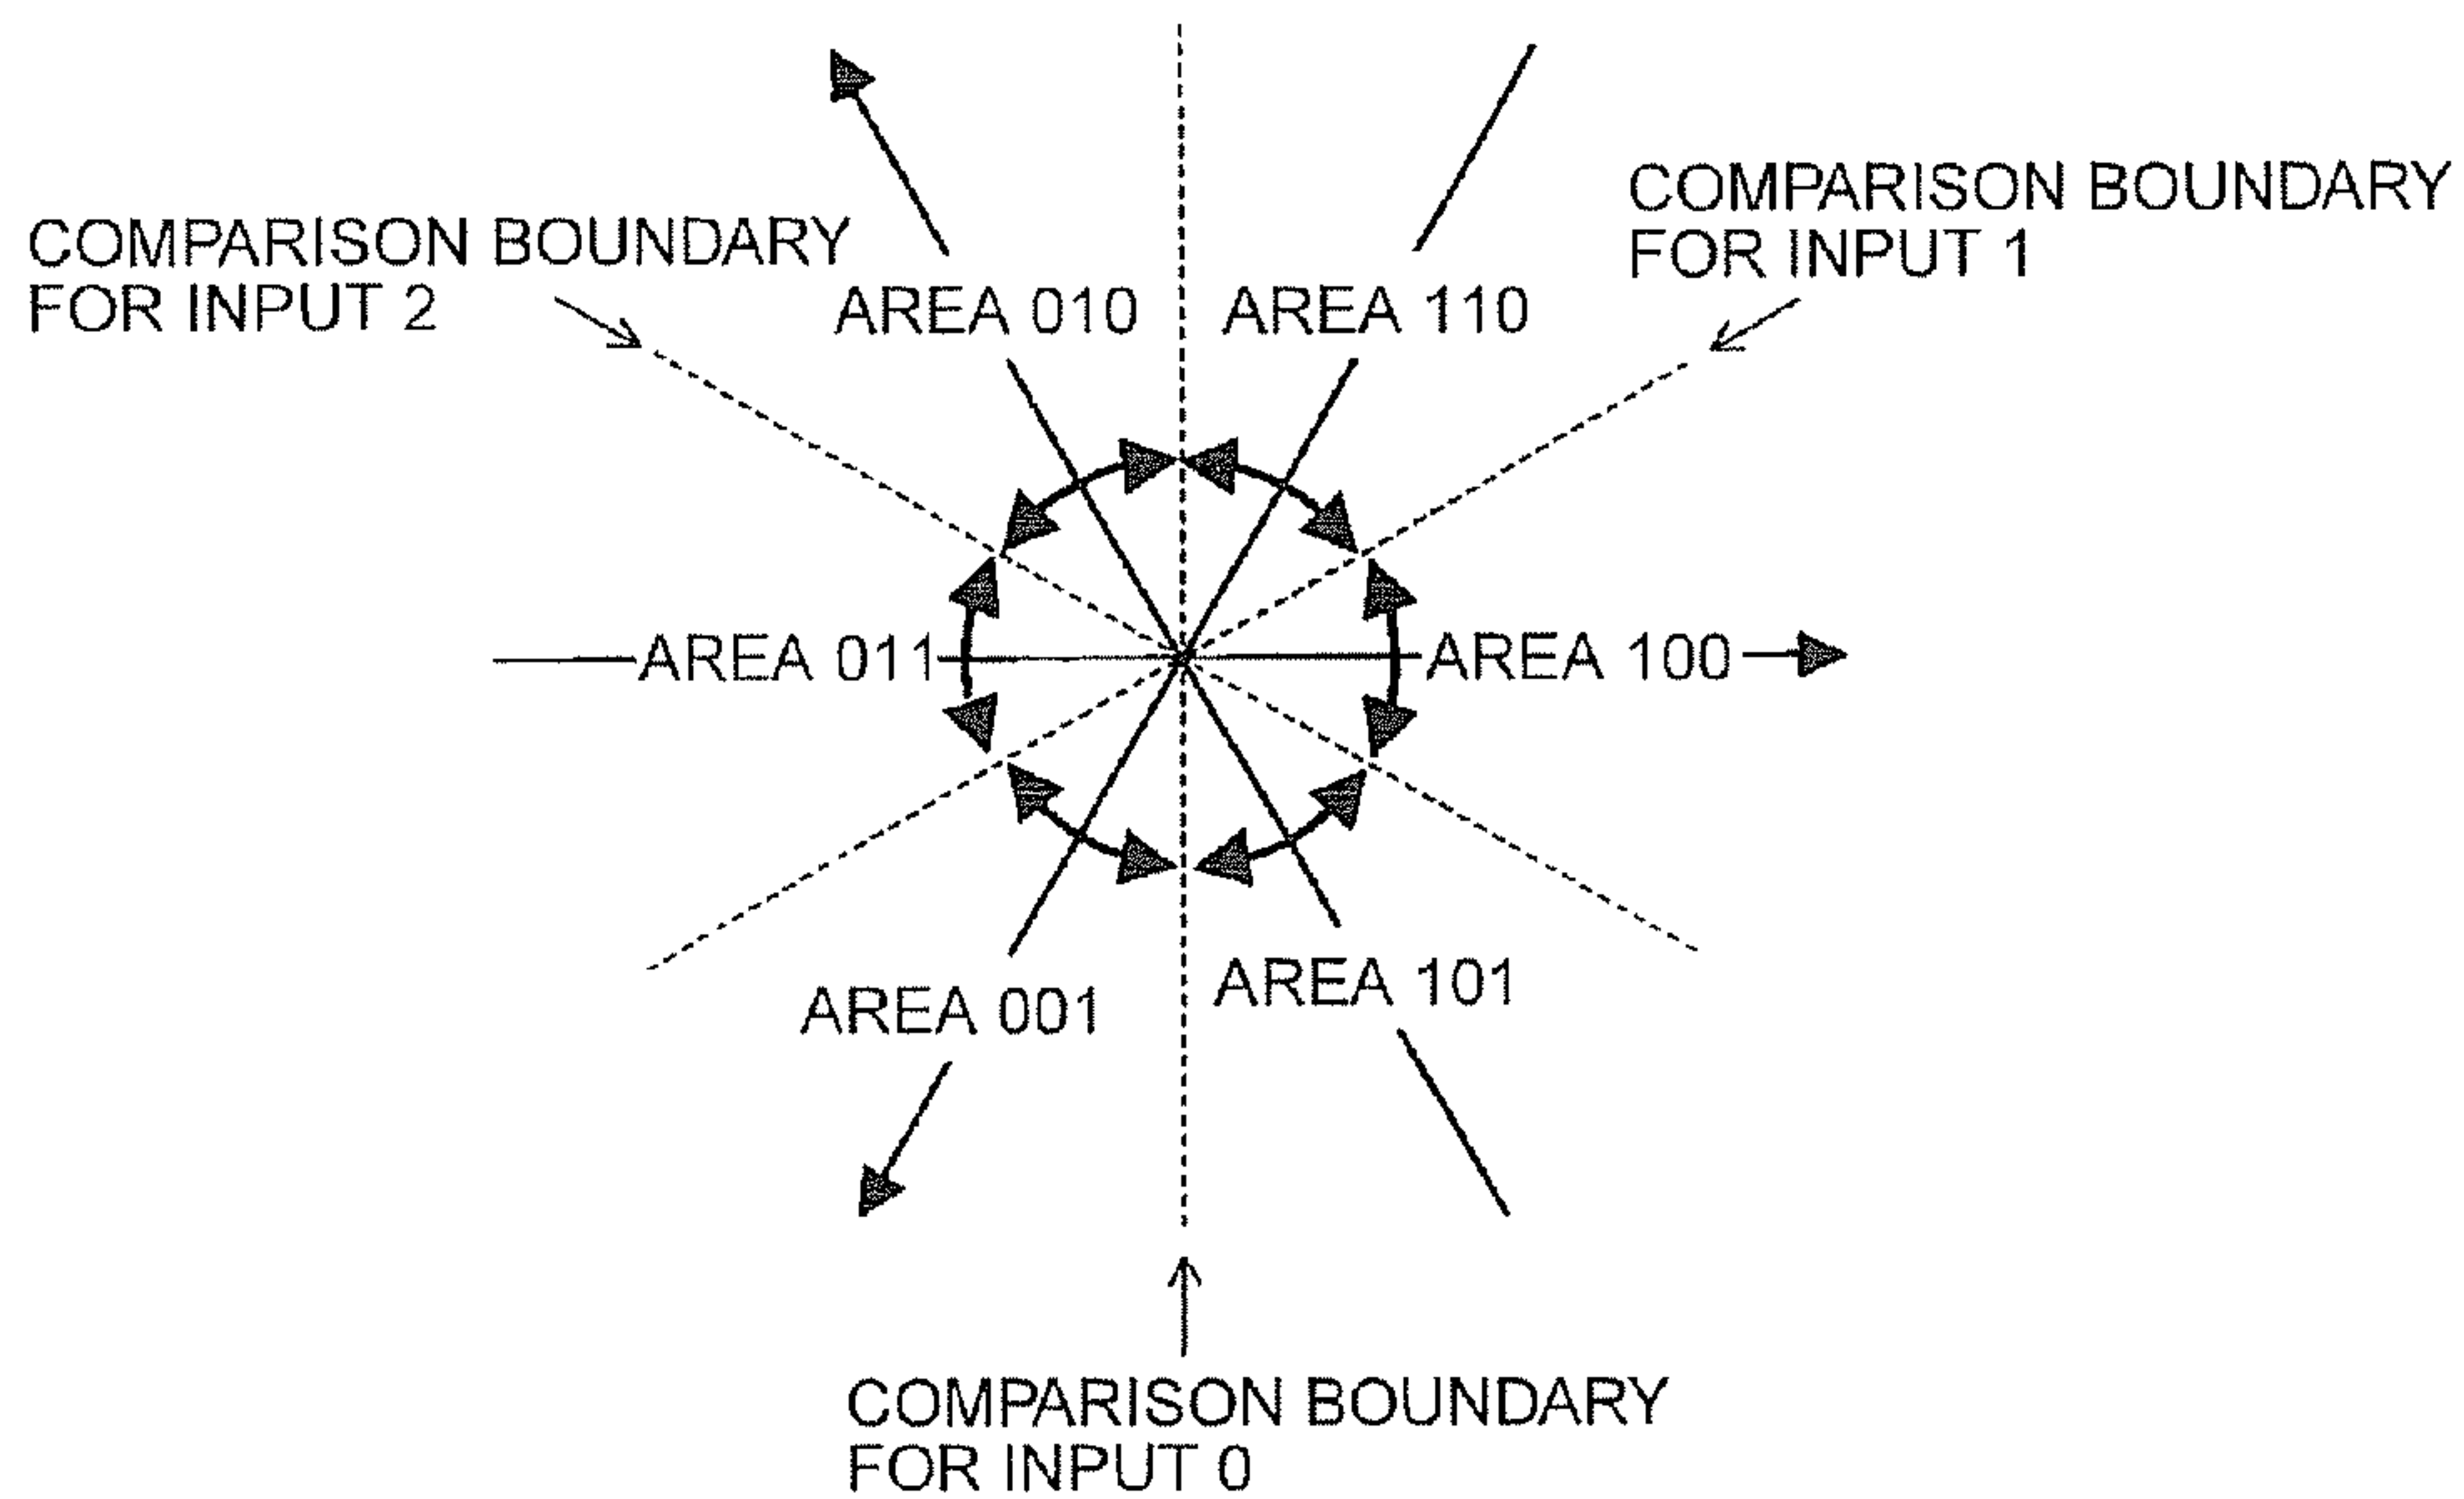 COMPARISON BOUNDARY
FOR INPUT 1
COMPARISON BOUNDARY
FOR INPUT 2
AREA 010
AREA 110
AREA 011
AREA 100
AREA 001
AREA 101
COMPARISON BOUNDARY
FOR INPUT 0